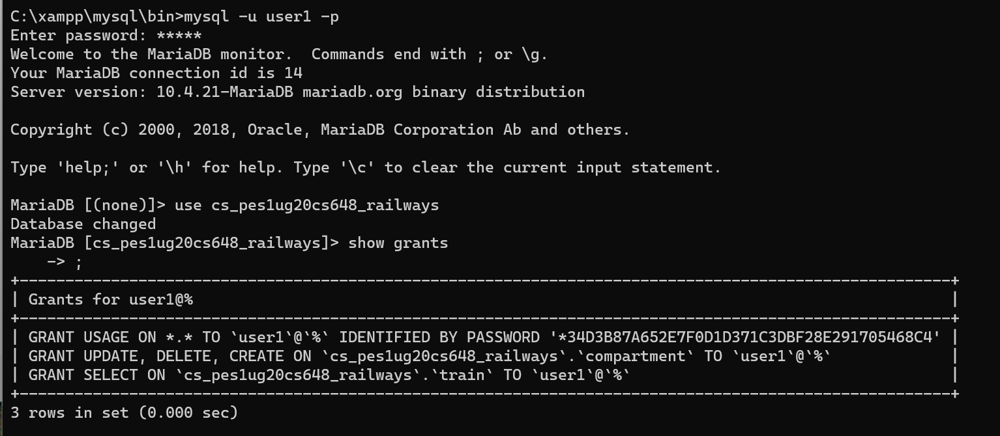 C:\xampp\mysql\bin>mysql -u user1 -p
Enter password: *****
Welcome to the MariaDB monitor.  Commands end with ; or \g.
Your MariaDB connection id is 14
Server version: 10.4.21-MariaDB mariadb.org binary distribution

Copyright (c) 2000, 2018, Oracle, MariaDB Corporation Ab and others.

Type 'help;' or '\h' for help. Type '\c' to clear the current input statement.

MariaDB [(none)]> use cs_pes1ug20cs648_railways
Database changed
MariaDB [cs_pes1ug20cs648_railways]> show grants
    -> ;
+------------------------------------------------------------------------------------------------------+
| Grants for user1@%                                                                                   |
+------------------------------------------------------------------------------------------------------+
| GRANT USAGE ON *.* TO `user1`@`%` IDENTIFIED BY PASSWORD '*34D3B87A652E7F0D1D371C3DBF28E291705468C4' |
| GRANT UPDATE, DELETE, CREATE ON `cs_pes1ug20cs648_railways`.`compartment` TO `user1`@`%`             |
| GRANT SELECT ON `cs_pes1ug20cs648_railways`.`train` TO `user1`@`%`                                   |
+------------------------------------------------------------------------------------------------------+
3 rows in set (0.000 sec)